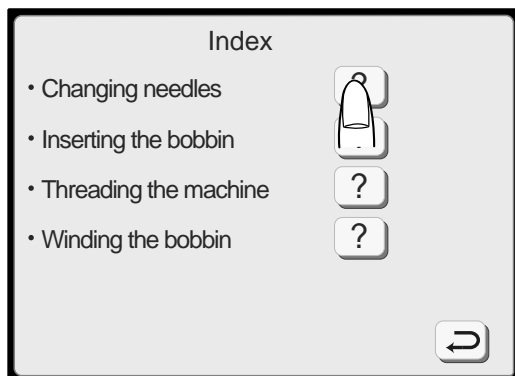 Index
· Changing needles
· Inserting the bobbin
· Threading the machine ?
· Winding the bobbin ?